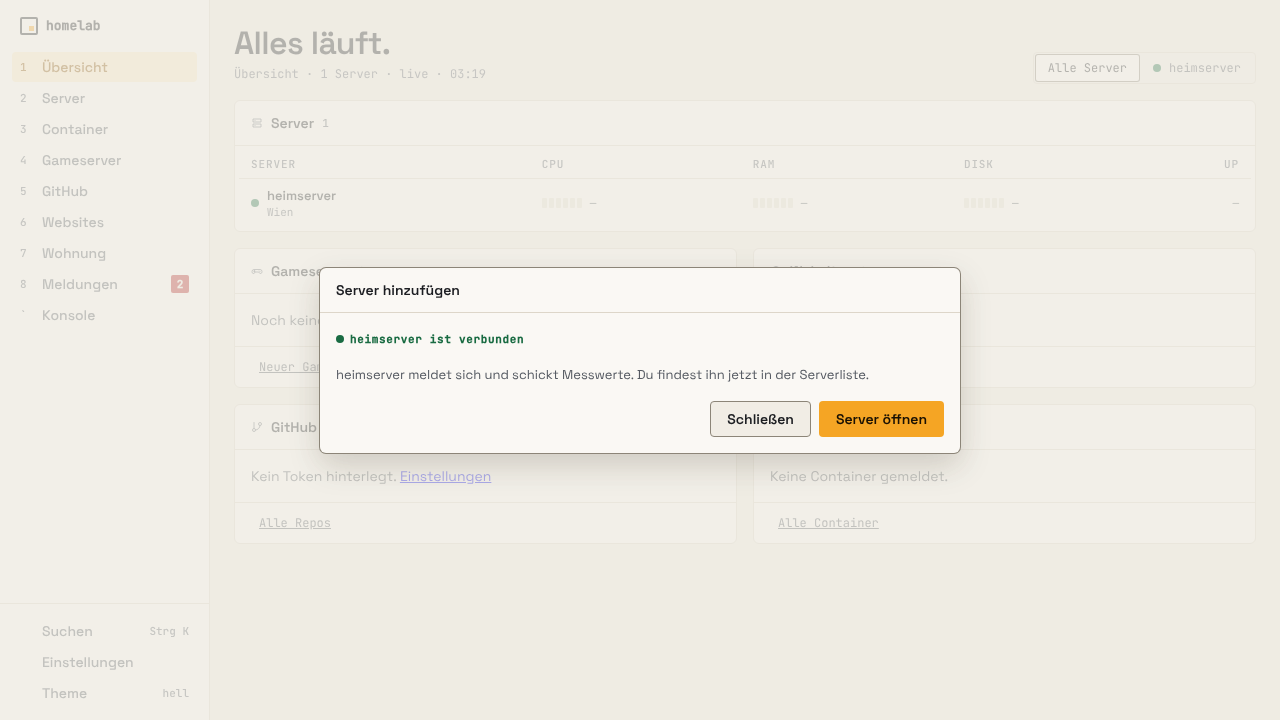 homelab
1 Übersicht
2 Server
3 Container
4 Gameserver
5 GitHub
6 Websites
7 Wohnung
8 Meldungen 2
` Konsole
Suchen Strg K
Einstellungen
Theme hell
Alles läuft.
Übersicht · 1 Server · live · 03:19
Alle Server heimserver
Server 1
SERVER CPU RAM DISK UP
heimserver – – – –
Wien
Server hinzufügen
heimserver ist verbunden
heimserver meldet sich und schickt Messwerte. Du findest ihn jetzt in der Serverliste.
Schließen Server öffnen
GitHub
Kein Token hinterlegt. Einstellungen
Alle Repos
Keine Container gemeldet.
Alle Container